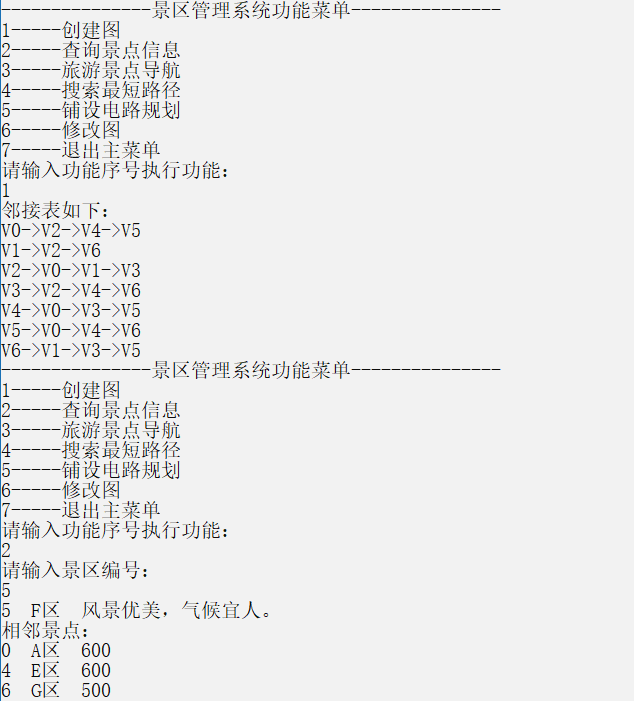 ---------------景区管理系统功能菜单---------------
1-----创建图
2-----查询景点信息
3-----旅游景点导航
4-----搜索最短路径
5-----铺设电路规划
6-----修改图
7-----退出主菜单
请输入功能序号执行功能：
1
邻接表如下：
V0->V2->V4->V5
V1->V2->V6
V2->V0->V1->V3
V3->V2->V4->V6
V4->V0->V3->V5
V5->V0->V4->V6
V6->V1->V3->V5
---------------景区管理系统功能菜单---------------
1-----创建图
2-----查询景点信息
3-----旅游景点导航
4-----搜索最短路径
5-----铺设电路规划
6-----修改图
7-----退出主菜单
请输入功能序号执行功能：
2
请输入景区编号：
5
5  F区  风景优美，气候宜人。
相邻景点：
0  A区  600
4  E区  600
6  G区  500